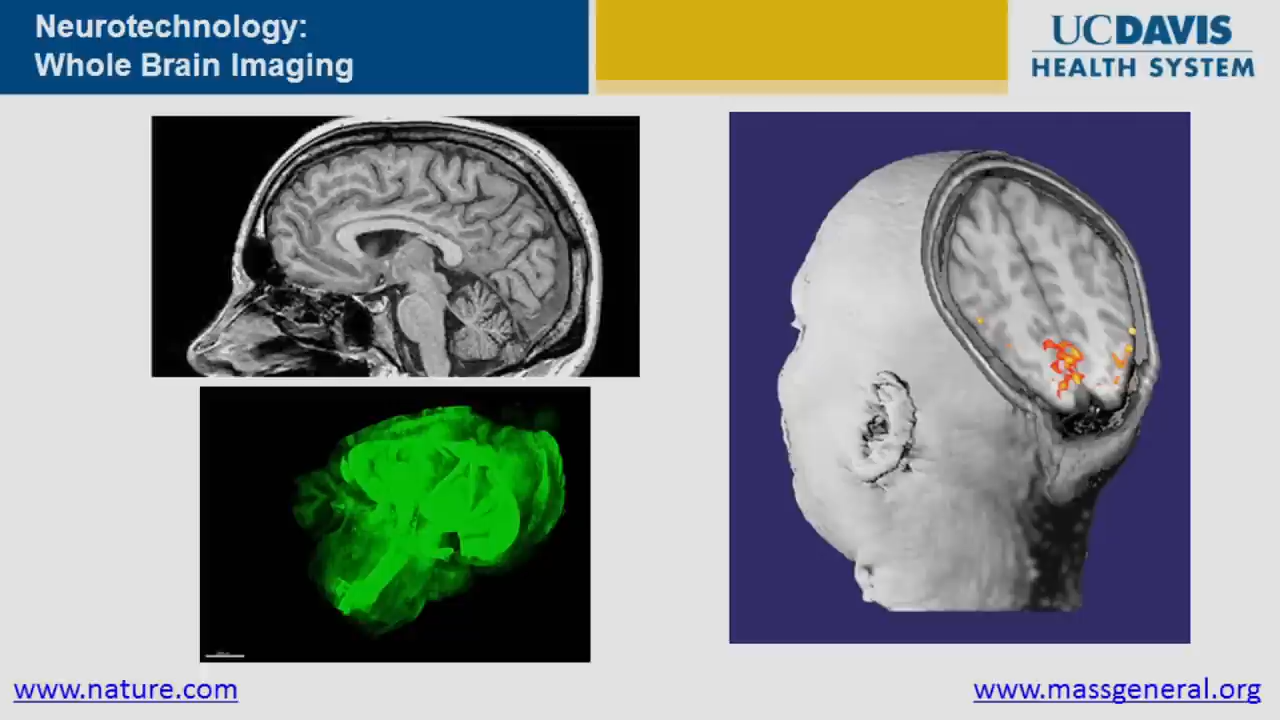 Neurotechnology:
Whole Brain Imaging
UCDAVIS
HEALTH SYSTEM
www.nature.com
www.massgeneral.org